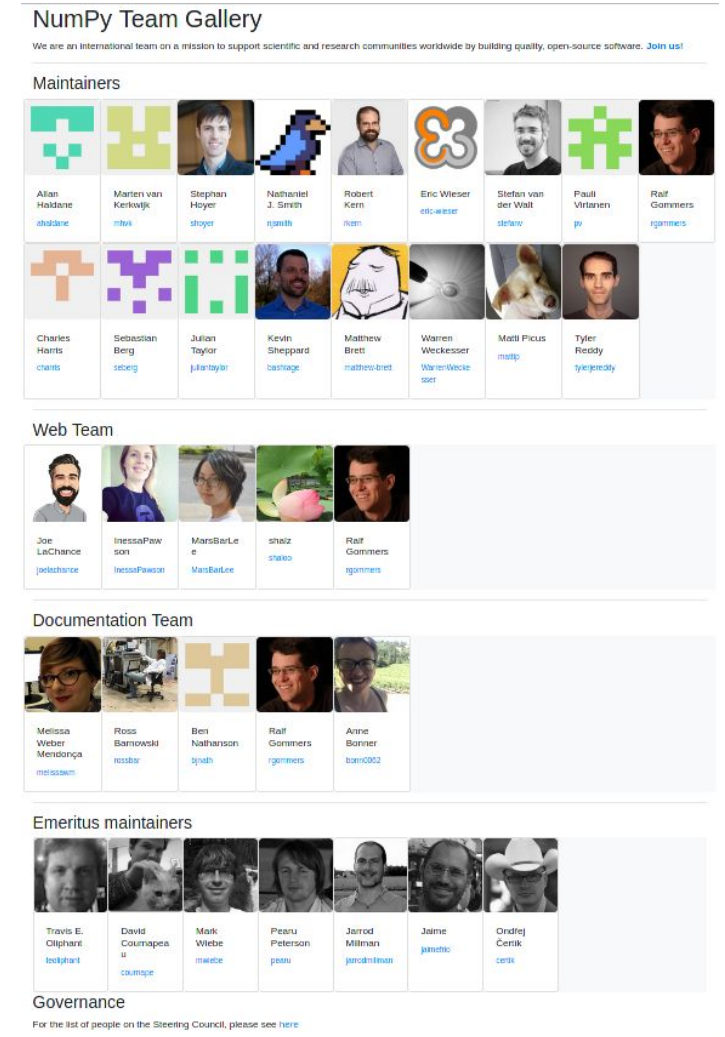 NumPy Team Gallery
We are an international team on a mission to support scientific and research communities worldwide by building quality, open-source software. Join us!
Maintainers
Allan Haldane
ahaldane
Marten van Kerkwijk
mhvk
Stephan Hoyer
shoyer
Nathaniel J. Smith
njsmith
Robert Kern
rkern
Eric Wieser
eric-wieser
Stefan van der Walt
stefanv
Pauli Virtanen
pv
Ralf Gommers
rgommers
Charles Harris
charris
Sebastian Berg
seberg
Julian Taylor
juliantaylor
Kevin Sheppard
bashtage
Matthew Brett
matthew-brett
Warren Weckesser
WarrenWecke
sser
Matti Picus
mattip
Tyler Reddy
tylerjereddy
Web Team
Joe LaChance
joelachance
InessaPaw
son
InessaPawson
MarsBarLe
e
MarsBarLee
shalz
shaloo
Ralf Gommers
rgommers
Documentation Team
Melissa Weber Mendonça
melissawm
Ross Barnowski
rossbar
Ben Nathanson
bjnath
Ralf Gommers
rgommers
Anne Bonner
bonn0062
Emeritus maintainers
Travis E. Oliphant
teoliphant
David Cournapea
u
cournape
Mark Wiebe
mwiebe
Pearu Peterson
pearu
Jarrod Millman
jarrodmillman
Jaime
jaimefrio
Ondřej Čertík
certik
Governance
For the list of people on the Steering Council, please see here